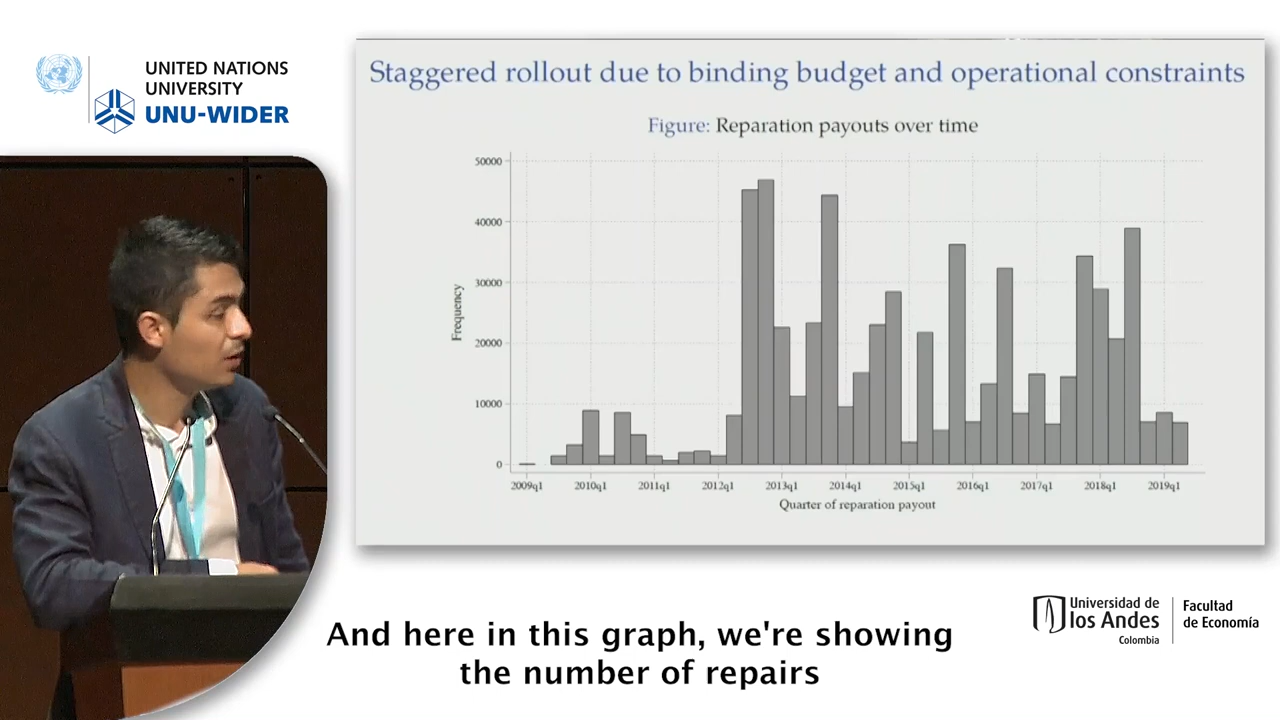 UNITED NATIONS
UNIVERSITY
UNU-WIDER
Staggered rollout due to binding budget and operational constraints
Figure: Reparation payouts over time
50000
40000
30000
20000
10000
0
Frequency
2009q1 2010q1 2011q1 2012q1 2013q1 2014q1 2015q1 2016q1 2017q1 2018q1 2019q1
Quarter of reparation payout
Universidad de
los Andes
Colombia
Facultad
de Economía
And here in this graph, we're showing
the number of repairs